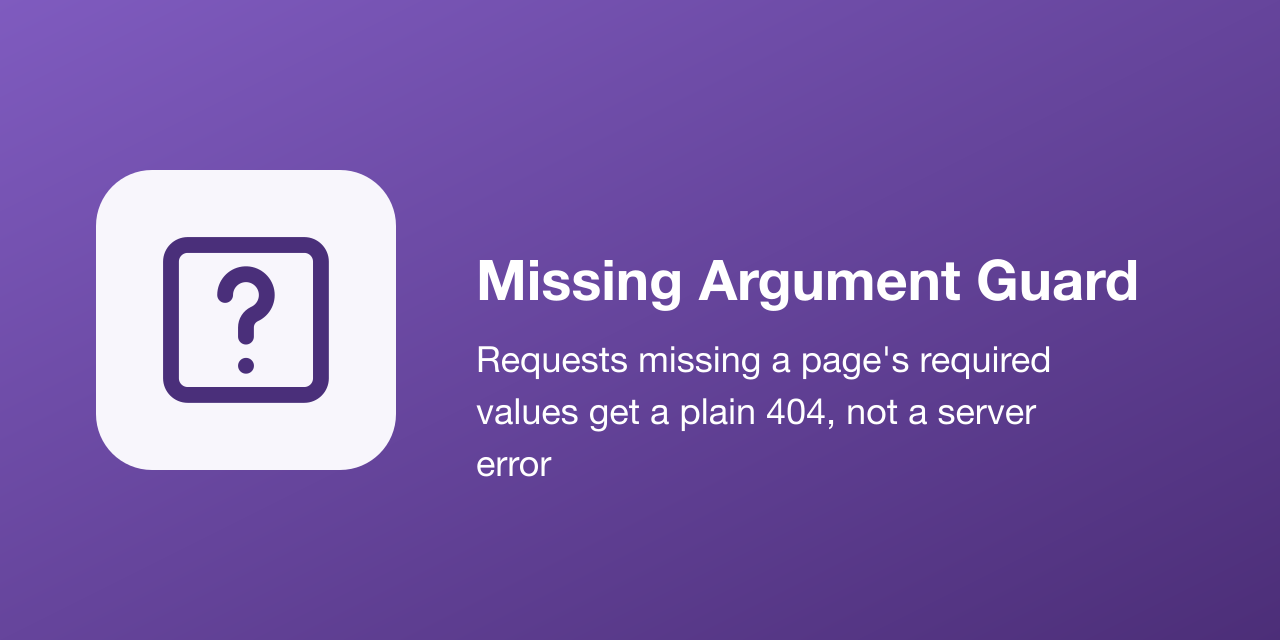 Missing Argument Guard
Requests missing a page's required
values get a plain 404, not a server
error